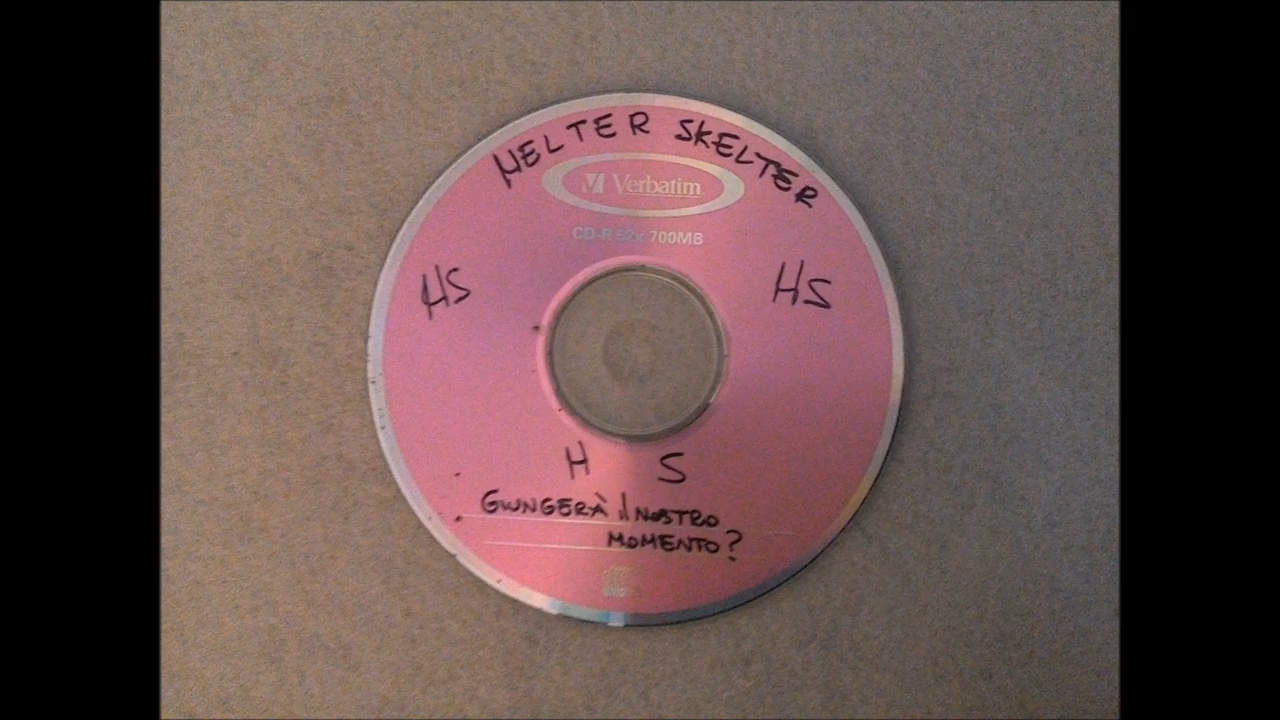 HELTER SKELTER
Verbatim
CD-R 52x 700MB
HS
HS
H S
GIUNGERÀ il NOSTRO
MOMENTO?